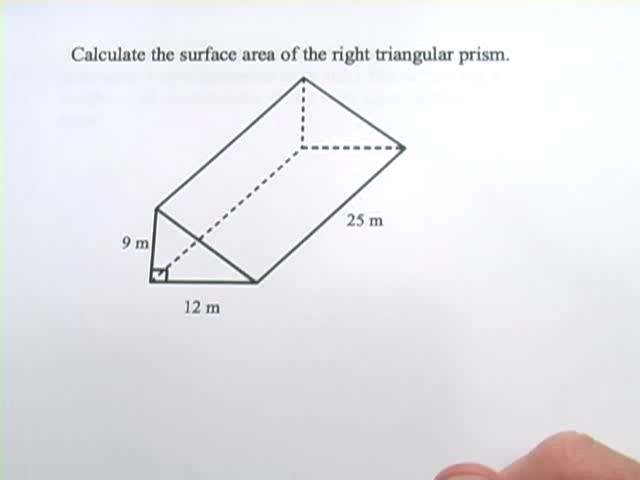 Calculate the surface area of the right triangular prism.
25 m
9 m
12 m